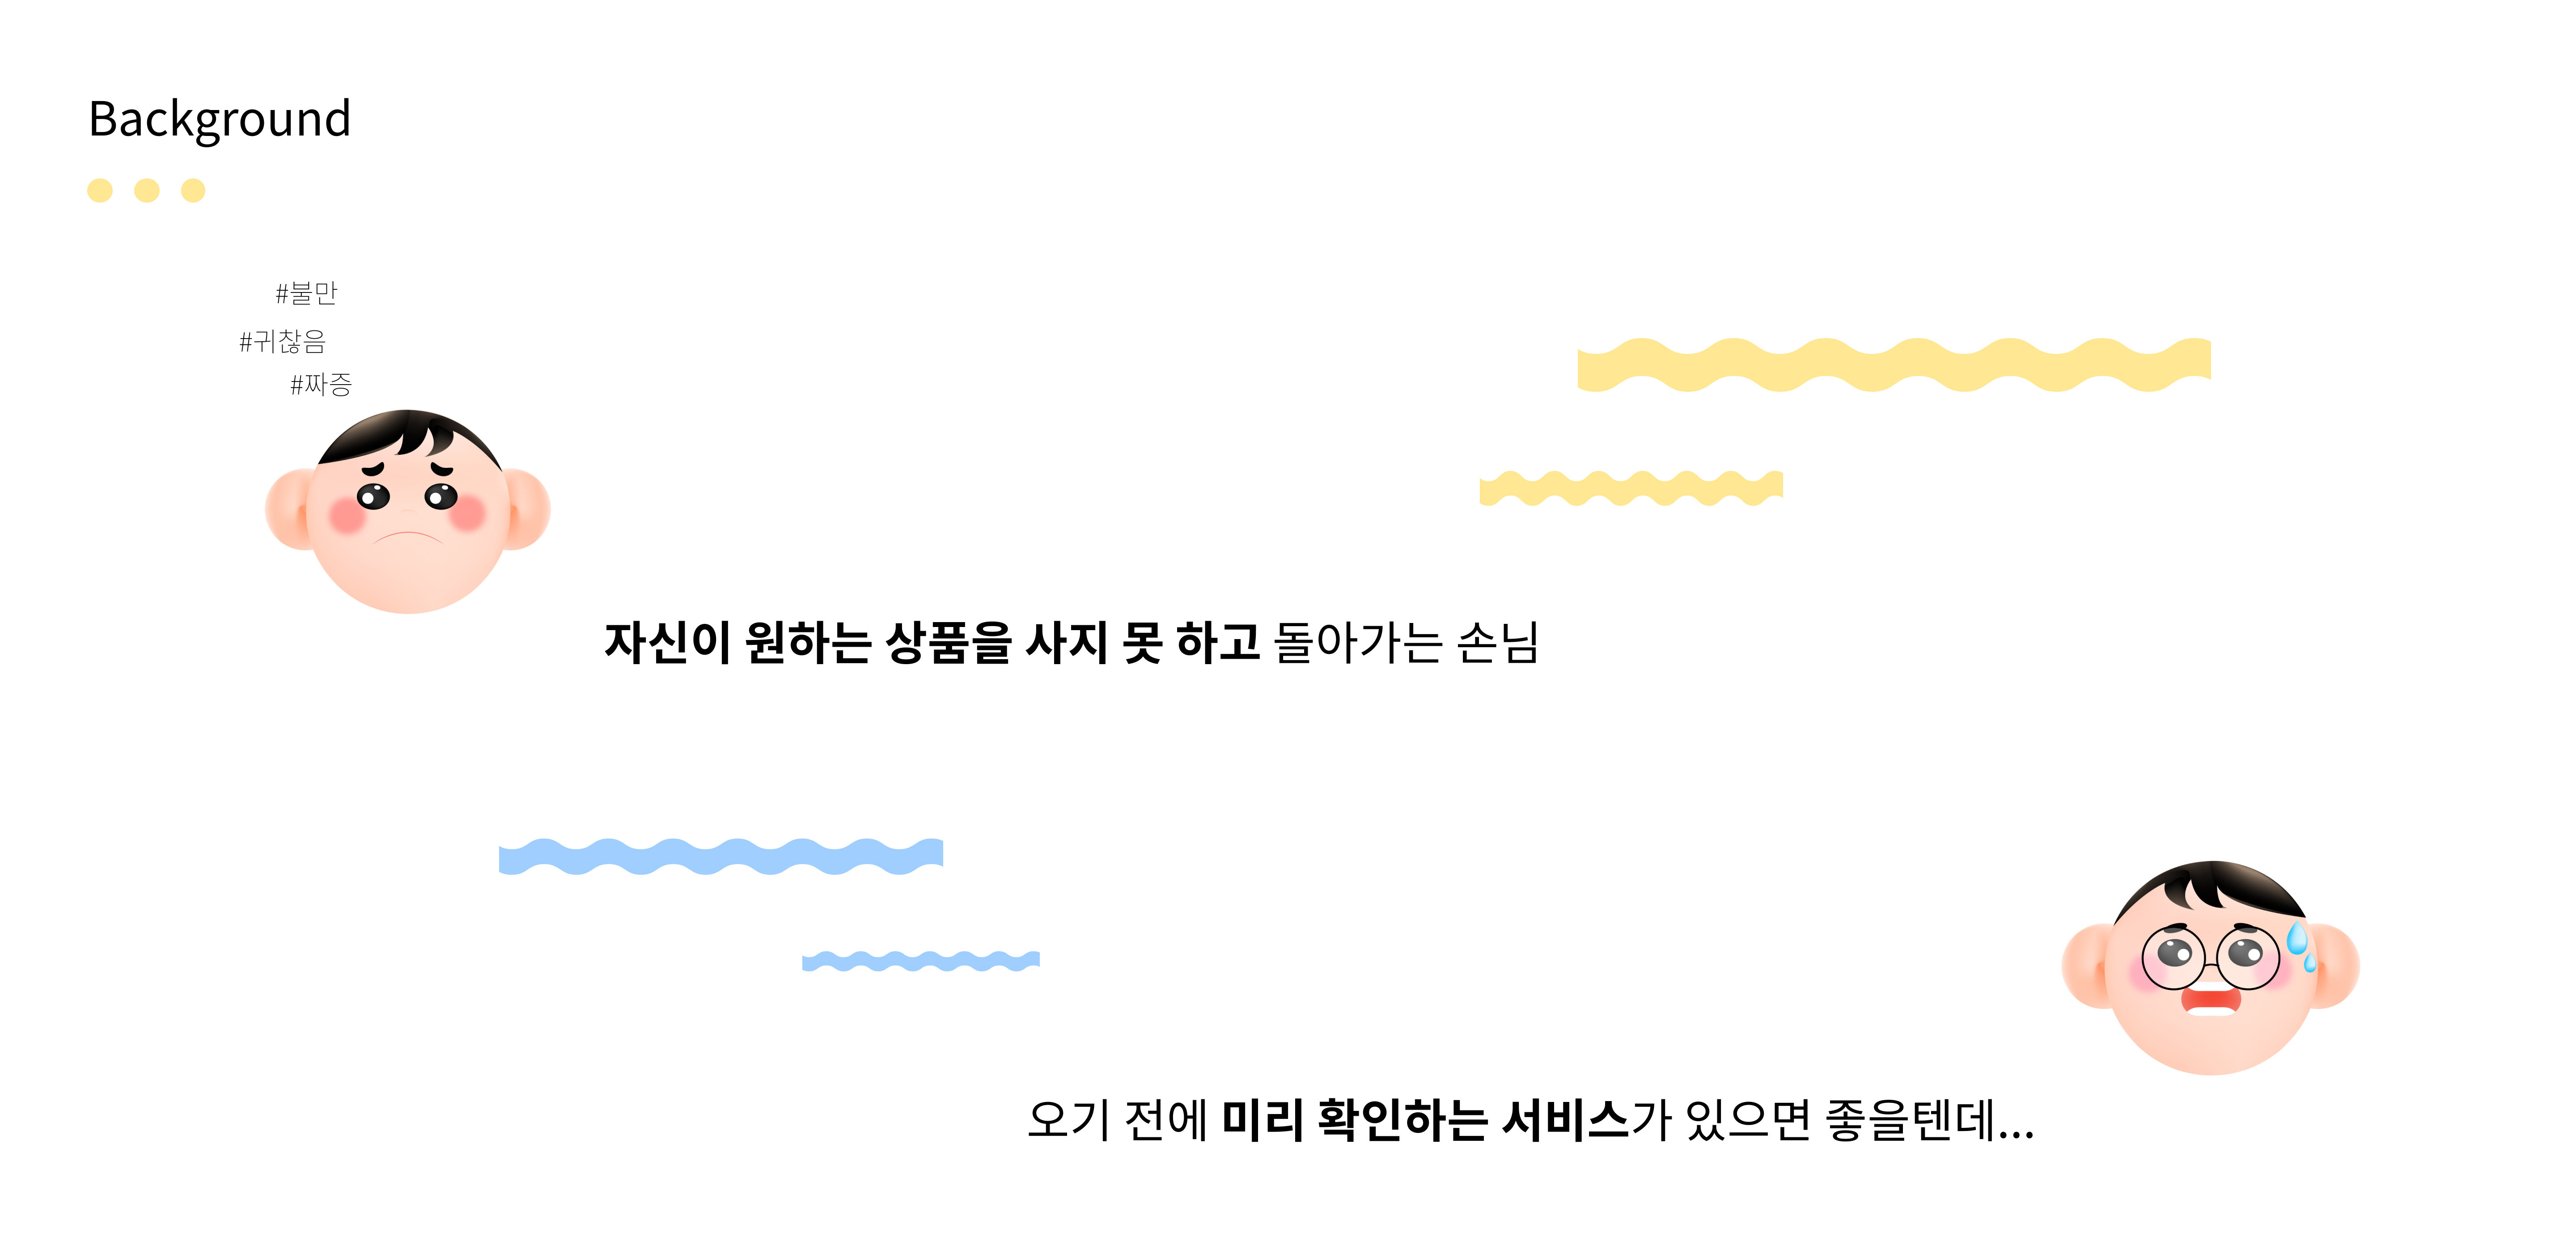 Background
#불만
#귀찮음
#짜증
자신이 원하는 상품을 사지 못 하고 돌아가는 손님
오기 전에 미리 확인하는 서비스가 있으면 좋을텐데...